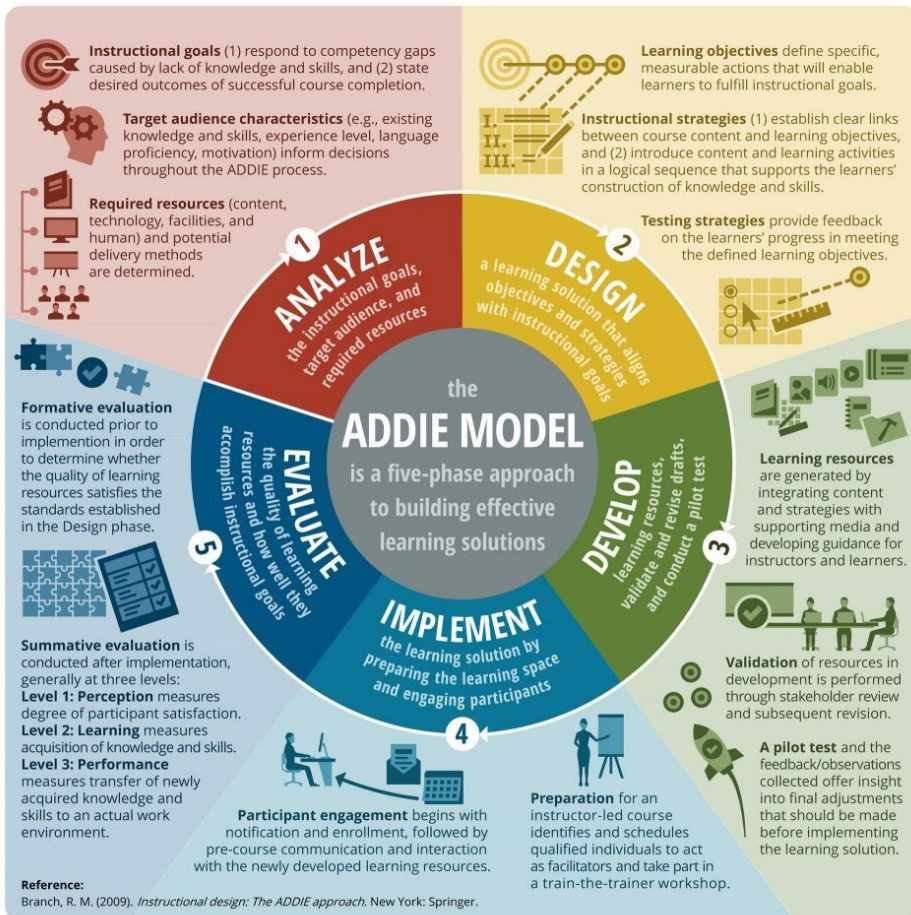 Instructional goals (1) respond to competency gaps
caused by lack of knowledge and skills, and (2) state
desired outcomes of successful course completion.
Target audience characteristics (e.g., existing
knowledge and skills, experience level, language
proficiency, motivation) inform decisions
throughout the ADDIE process.
Required resources (content,
technology, facilities, and
human) and potential
delivery methods
are determined.
1
ANALYZE
the instructional goals,
target audience, and
required resources
Learning objectives define specific,
measurable actions that will enable
learners to fulfill instructional goals.
I.
II.
III.
Instructional strategies (1) establish clear links
between course content and learning objectives,
and (2) introduce content and learning activities
in a logical sequence that supports the learners’
construction of knowledge and skills.
Testing strategies provide feedback
on the learners’ progress in meeting
the defined learning objectives.
2
DESIGN
a learning solution that aligns
objectives and strategies
with instructional goals
the
ADDIE MODEL
is a five-phase approach
to building effective
learning solutions
3
DEVELOP
learning resources,
validate and revise drafts,
and conduct a pilot test
Learning resources
are generated by
integrating content
and strategies with
supporting media and
developing guidance for
instructors and learners.
Validation of resources in
development is performed
through stakeholder review
and subsequent revision.
A pilot test and the
feedback/observations
collected offer insight
into final adjustments
that should be made
before implementing
the learning solution.
IMPLEMENT
the learning solution by
preparing the learning space
and engaging participants
4
Participant engagement begins with
notification and enrollment, followed by
pre-course communication and interaction
with the newly developed learning resources.
Preparation for an
instructor-led course
identifies and schedules
qualified individuals to act
as facilitators and take part in
a train-the-trainer workshop.
5
EVALUATE
the quality of learning
resources and how well they
accomplish instructional goals
Formative evaluation
is conducted prior to
implemention in order
to determine whether
the quality of learning
resources satisfies the
standards established
in the Design phase.
Summative evaluation is
conducted after implementation,
generally at three levels:
Level 1: Perception measures
degree of participant satisfaction.
Level 2: Learning measures
acquisition of knowledge and skills.
Level 3: Performance
measures transfer of newly
acquired knowledge and
skills to an actual work
environment.
Reference:
Branch, R. M. (2009). Instructional design: The ADDIE approach. New York: Springer.